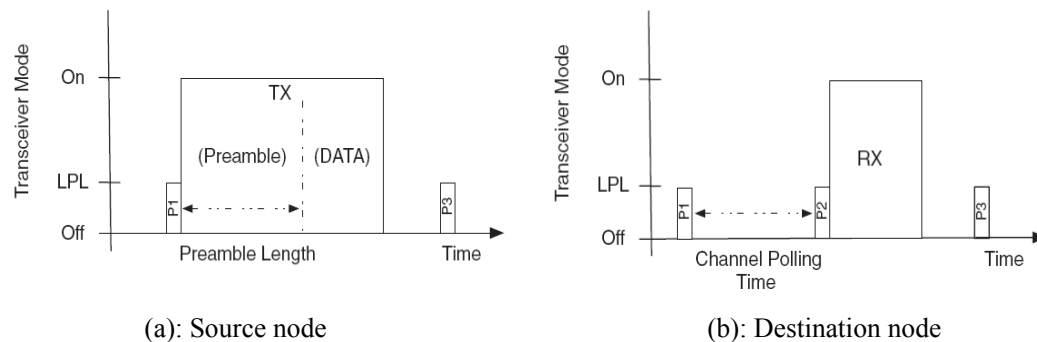 Transceiver Mode
On
LPL
Off
TX
(Preamble)
(DATA)
P1
P3
Preamble Length
Time
(a): Source node
Transceiver Mode
On
LPL
Off
RX
P1
P2
P3
Channel Polling
Time
Time
(b): Destination node